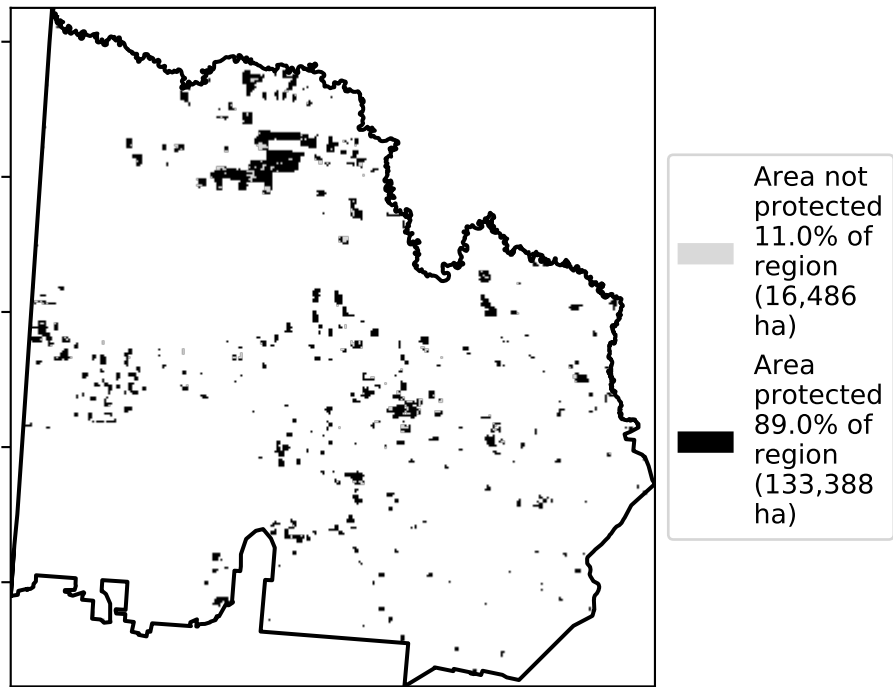 Area not
protected
11.0% of
region
(16,486
ha)
Area
protected
89.0% of
region
(133,388
ha)